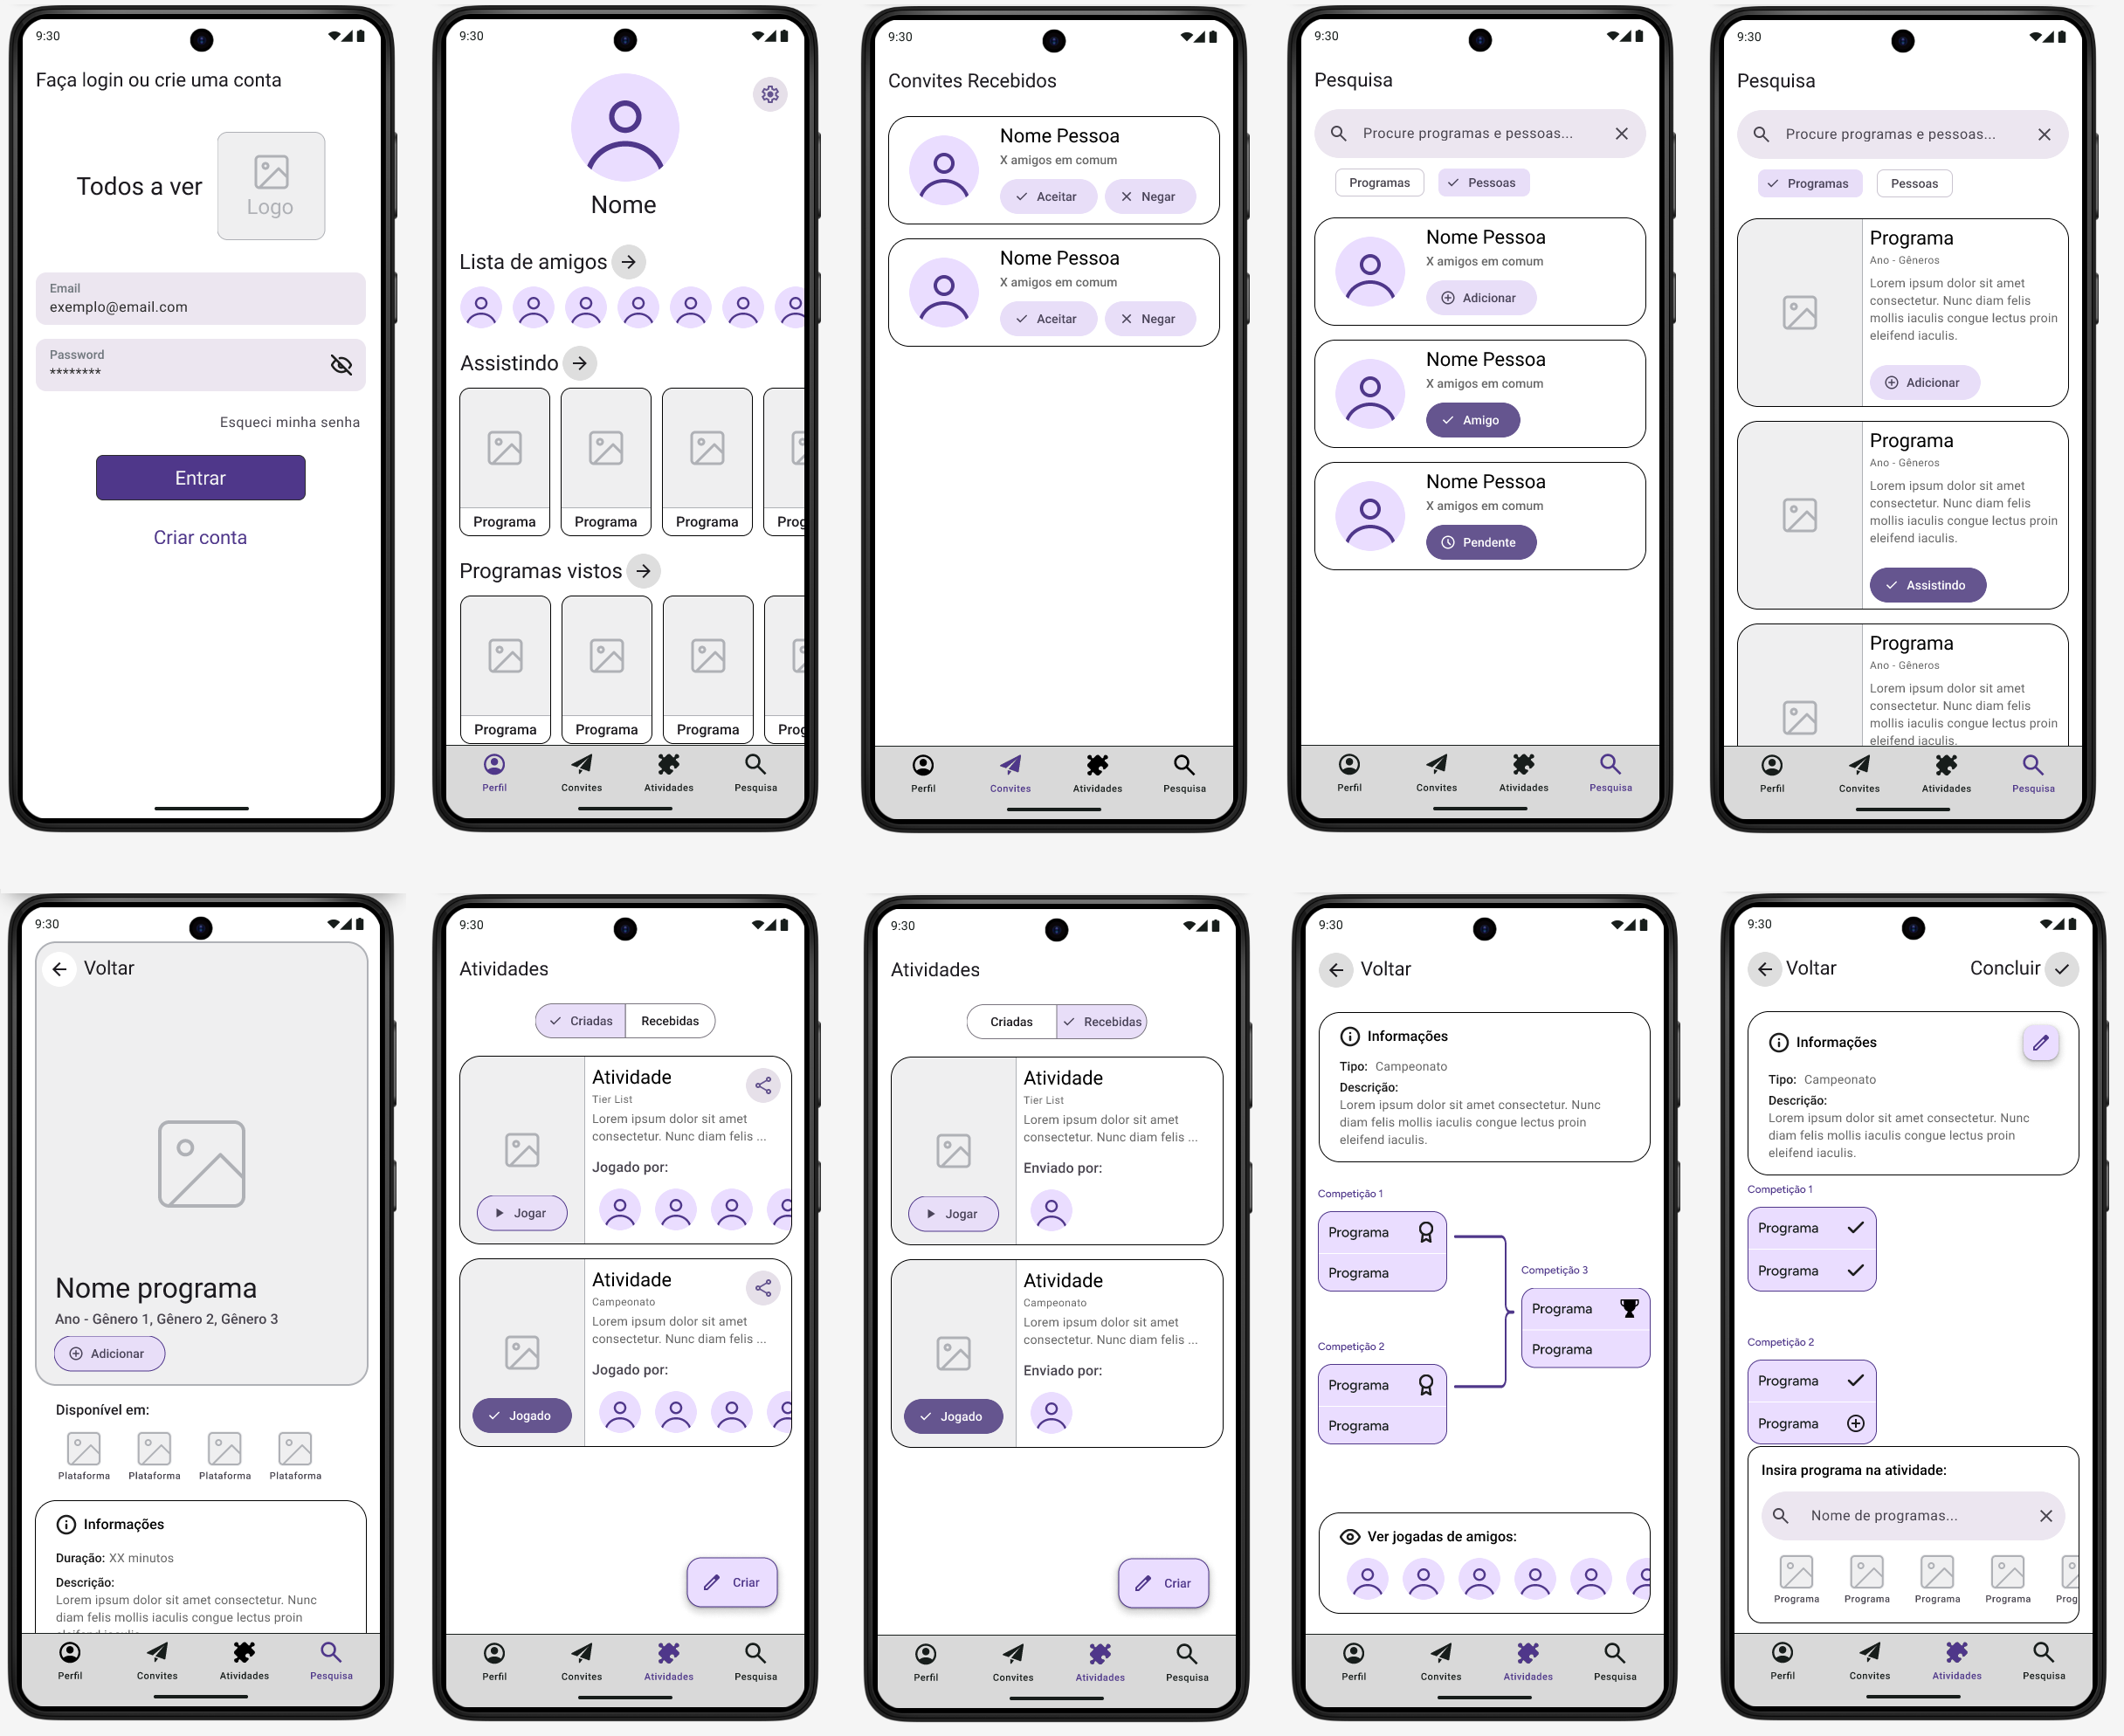 9:30
Faça login ou crie uma conta
Todos a ver
Logo
Email
exemplo@email.com
Password
********
Esqueci minha senha
Entrar
Criar conta
9:30
Nome
Lista de amigos
Assistindo
Programa
Programa
Programa
Prog
Programas vistos
Programa
Programa
Programa
Prog
Perfil
Convites
Atividades
Pesquisa
9:30
Convites Recebidos
Nome Pessoa
X amigos em comum
Aceitar
Negar
Nome Pessoa
X amigos em comum
Aceitar
Negar
Perfil
Convites
Atividades
Pesquisa
9:30
Pesquisa
Procure programas e pessoas...
Programas
Pessoas
Nome Pessoa
X amigos em comum
Adicionar
Nome Pessoa
X amigos em comum
Amigo
Nome Pessoa
X amigos em comum
Pendente
Perfil
Convites
Atividades
Pesquisa
9:30
Pesquisa
Procure programas e pessoas...
Programas
Pessoas
Programa
Ano - Gêneros
Lorem ipsum dolor sit amet
consectetur. Nunc diam felis
mollis iaculis congue lectus proin
eleifend iaculis.
Adicionar
Programa
Ano - Gêneros
Lorem ipsum dolor sit amet
consectetur. Nunc diam felis
mollis iaculis congue lectus proin
eleifend iaculis.
Assistindo
Programa
Ano - Gêneros
Lorem ipsum dolor sit amet
consectetur. Nunc diam felis
mollis iaculis congue lectus proin
eleifend iaculis.
Perfil
Convites
Atividades
Pesquisa
9:30
Voltar
Nome programa
Ano - Gênero 1, Gênero 2, Gênero 3
Adicionar
Disponível em:
Plataforma
Plataforma
Plataforma
Plataforma
Informações
Duração: XX minutos
Descrição:
Lorem ipsum dolor sit amet consectetur. Nunc
diam felis mollis iaculis congue lectus proin
eleifend iaculis.
Perfil
Convites
Atividades
Pesquisa
9:30
Atividades
Criadas
Recebidas
Atividade
Tier List
Lorem ipsum dolor sit amet
consectetur. Nunc diam felis ...
Jogado por:
Jogar
Atividade
Campeonato
Lorem ipsum dolor sit amet
consectetur. Nunc diam felis ...
Jogado por:
Jogado
Criar
Perfil
Convites
Atividades
Pesquisa
9:30
Atividades
Criadas
Recebidas
Atividade
Tier List
Lorem ipsum dolor sit amet
consectetur. Nunc diam felis ...
Enviado por:
Jogar
Atividade
Campeonato
Lorem ipsum dolor sit amet
consectetur. Nunc diam felis ...
Enviado por:
Jogado
Criar
Perfil
Convites
Atividades
Pesquisa
9:30
Voltar
Informações
Tipo: Campeonato
Descrição:
Lorem ipsum dolor sit amet consectetur. Nunc
diam felis mollis iaculis congue lectus proin
eleifend iaculis.
Competição 1
Programa
Programa
Competição 3
Programa
Programa
Competição 2
Programa
Programa
Ver jogadas de amigos:
Perfil
Convites
Atividades
Pesquisa
9:30
Voltar
Concluir
Informações
Tipo: Campeonato
Descrição:
Lorem ipsum dolor sit amet consectetur. Nunc
diam felis mollis iaculis congue lectus proin
eleifend iaculis.
Competição 1
Programa
Programa
Competição 2
Programa
Programa
Insira programa na atividade:
Nome de programas...
Programa
Programa
Programa
Programa
Prog
Perfil
Convites
Atividades
Pesquisa